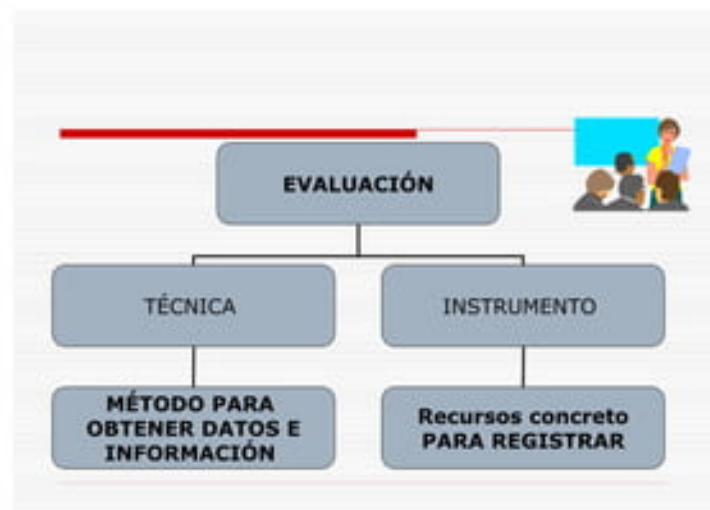 EVALUACIÓN
TÉCNICA
INSTRUMENTO
MÉTODO PARA
OBTENER DATOS E
INFORMACIÓN
Recursos concreto
PARA REGISTRAR